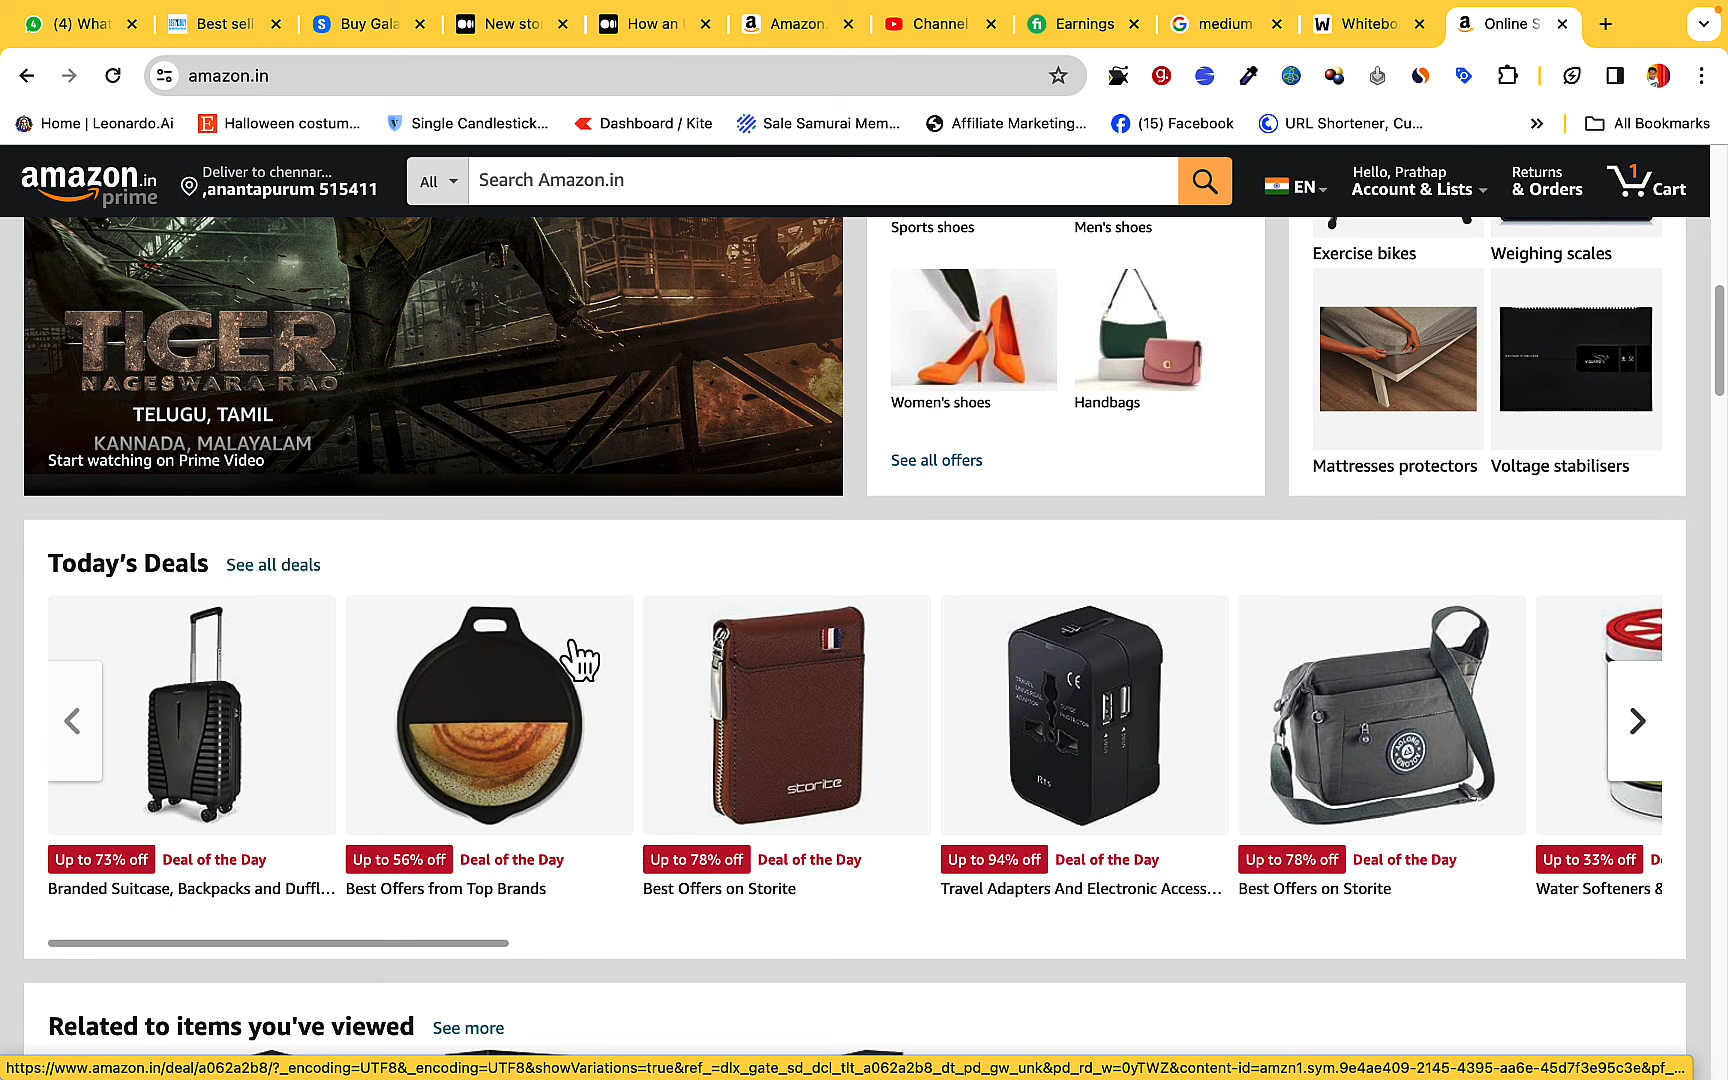 (4) What
Best sell
Buy Gala
New sto
How an
Amazon.
Channel
Earnings
medium
Whitebo
Online S
amazon.in
Home | Leonardo.Ai
Halloween costum...
Single Candlestick...
Dashboard / Kite
Sale Samurai Mem...
Affiliate Marketing...
(15) Facebook
URL Shortener, Cu...
All Bookmarks
amazon.in
prime
Deliver to chennar...
,anantapurum 515411
All
Search Amazon.in
EN
Hello, Prathap
Account & Lists
Returns
& Orders
1
Cart
TIGER
NAGESWARA RAO
TELUGU, TAMIL
KANNADA, MALAYALAM
Start watching on Prime Video
Sports shoes
Men's shoes
Women's shoes
Handbags
See all offers
Exercise bikes
Weighing scales
Mattresses protectors
Voltage stabilisers
Today's Deals
See all deals
storite
TRAVEL
UNIVERSAL
ADAPTOR
SURGE
PROTECTOR
Up to 73% off
Deal of the Day
Branded Suitcase, Backpacks and Duffl...
Up to 56% off
Deal of the Day
Best Offers from Top Brands
Up to 78% off
Deal of the Day
Best Offers on Storite
Up to 94% off
Deal of the Day
Travel Adapters And Electronic Access...
Up to 78% off
Deal of the Day
Best Offers on Storite
Up to 33% off
D
Water Softeners &
Related to items you've viewed
See more
https://www.amazon.in/deal/a062a2b8/?_encoding=UTF8&_encoding=UTF8&showVariations=true&ref_=dlx_gate_sd_dcl_tlt_a062a2b8_dt_pd_gw_unk&pd_rd_w=0yTWZ&content-id=amzn1.sym.9e4ae409-2145-4395-aa6e-45d7f3e95c3e&pf_...